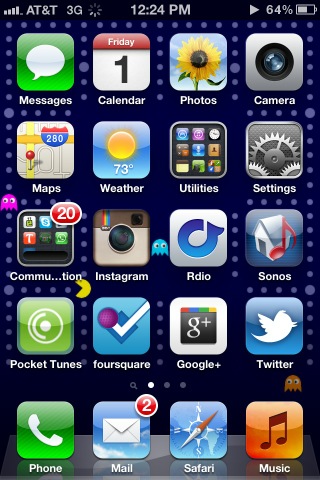 AT&T 3G 12:24 PM 64%
Friday
1
Messages Calendar Photos Camera
280
73°
Maps Weather Utilities Settings
20
Commu...tion Instagram Rdio Sonos
g+
Pocket Tunes foursquare Google+ Twitter
2
Phone Mail Safari Music